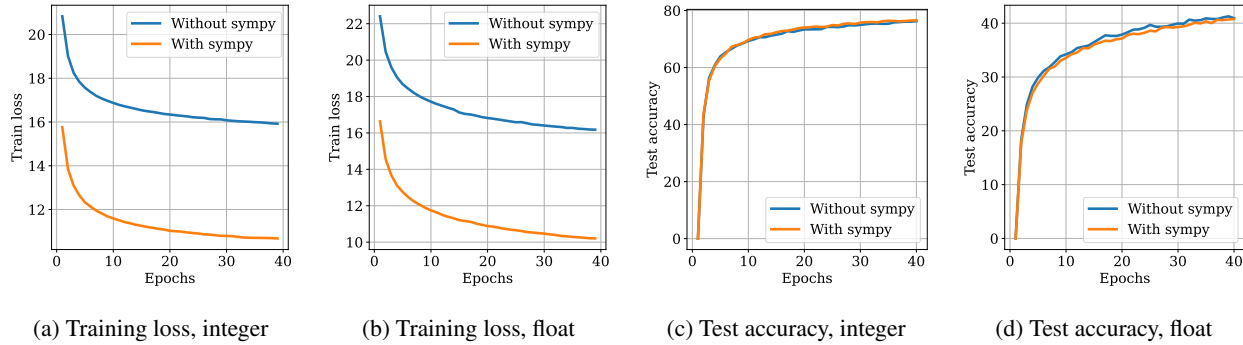 20
18
16
14
12
0
10
20
30
40
Train loss
Epochs
Without sympy
With sympy
(a) Training loss, integer
22
20
18
16
14
12
10
0
10
20
30
40
Train loss
Epochs
Without sympy
With sympy
(b) Training loss, float
80
60
40
20
0
0
10
20
30
40
Test accuracy
Epochs
Without sympy
With sympy
(c) Test accuracy, integer
40
30
20
10
0
0
10
20
30
40
Test accuracy
Epochs
Without sympy
With sympy
(d) Test accuracy, float